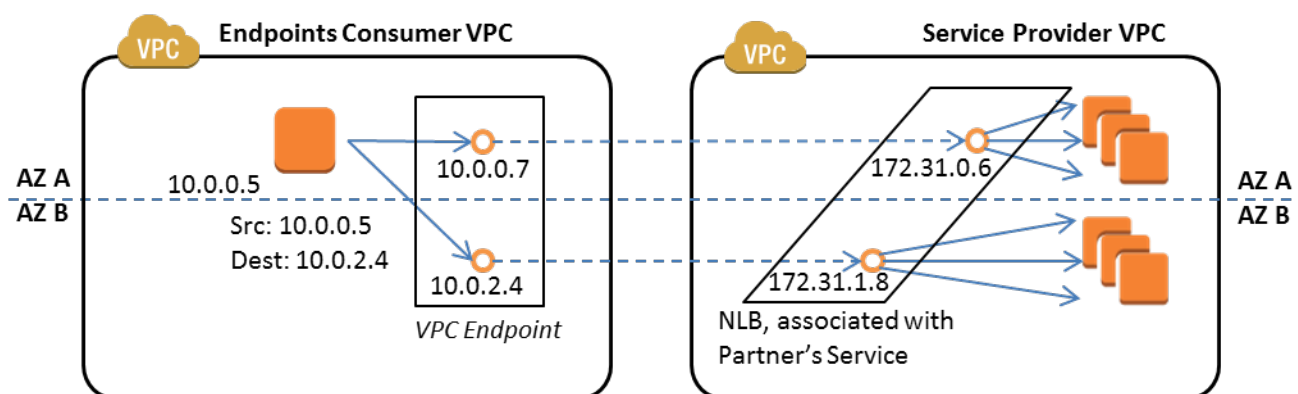 VPC
Endpoints Consumer VPC
10.0.0.7
AZ A
10.0.0.5
AZ B
Src: 10.0.0.5
Dest: 10.0.2.4
10.0.2.4
VPC Endpoint
VPC
Service Provider VPC
172.31.0.6
AZ A
AZ B
172.31.1.8
NLB, associated with
Partner's Service